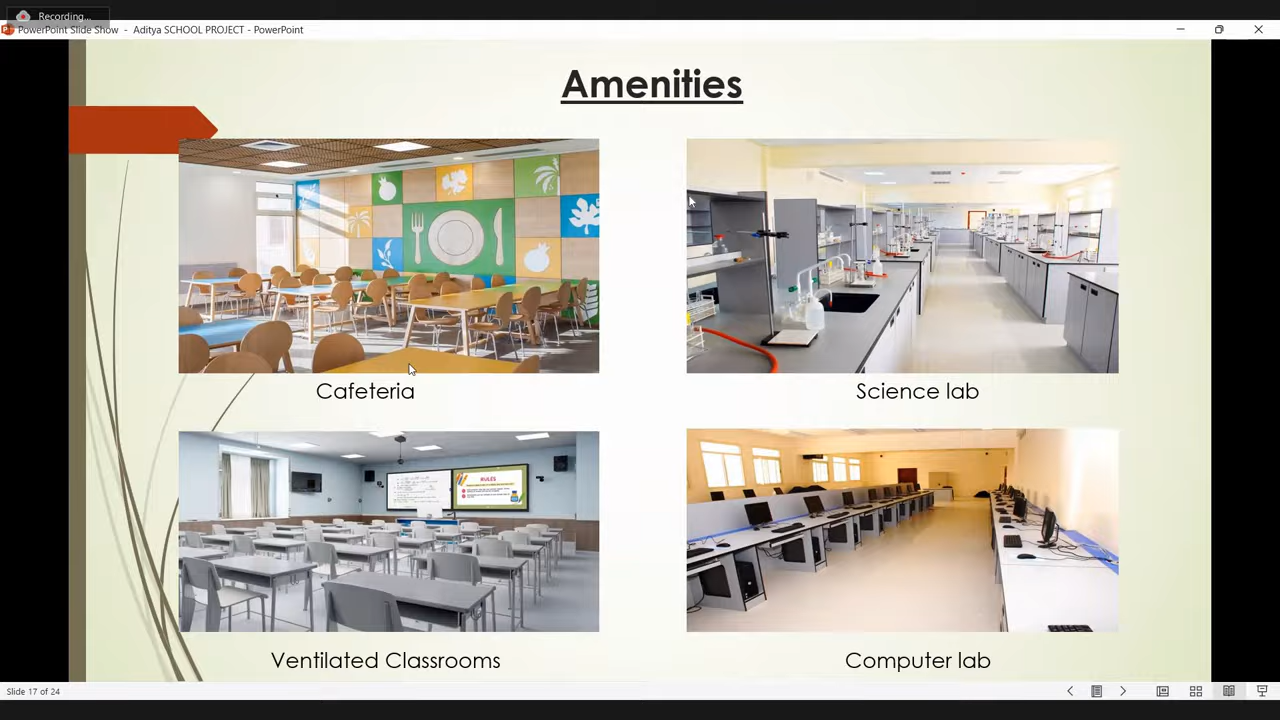 Recording...
PowerPoint Slide Show - Aditya SCHOOL PROJECT - PowerPoint
Amenities
Cafeteria
Science lab
RULES
Ventilated Classrooms
Computer lab
Slide 17 of 24